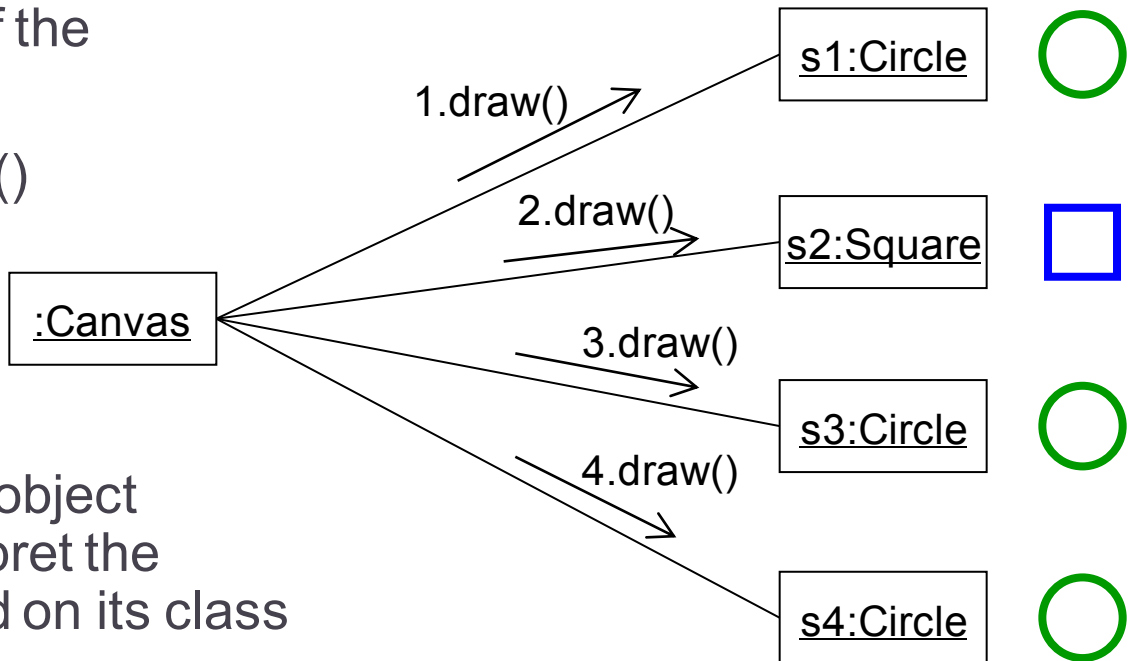 the
()
object
the
on its class
:Canvas
1.draw()
2.draw()
3.draw()
4.draw()
s1:Circle
s2:Square
s3:Circle
s4:Circle